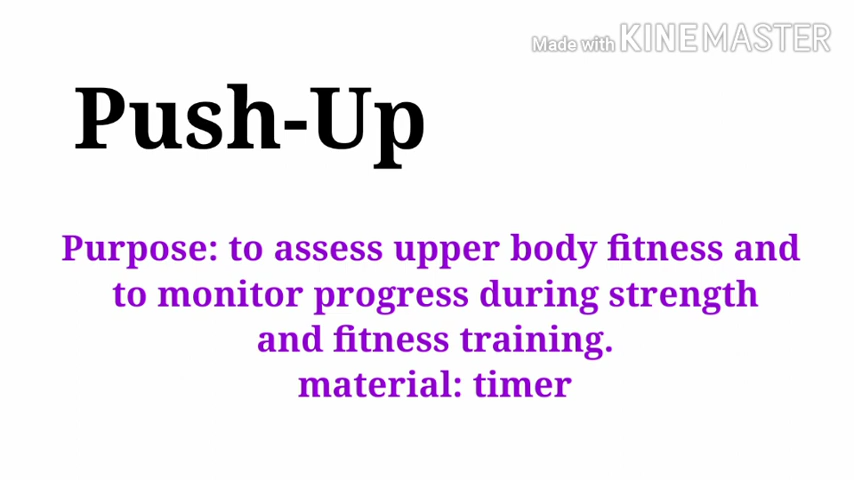 Made with KINEMASTER
Push-Up
Purpose: to assess upper body fitness and
to monitor progress during strength
and fitness training.
material: timer